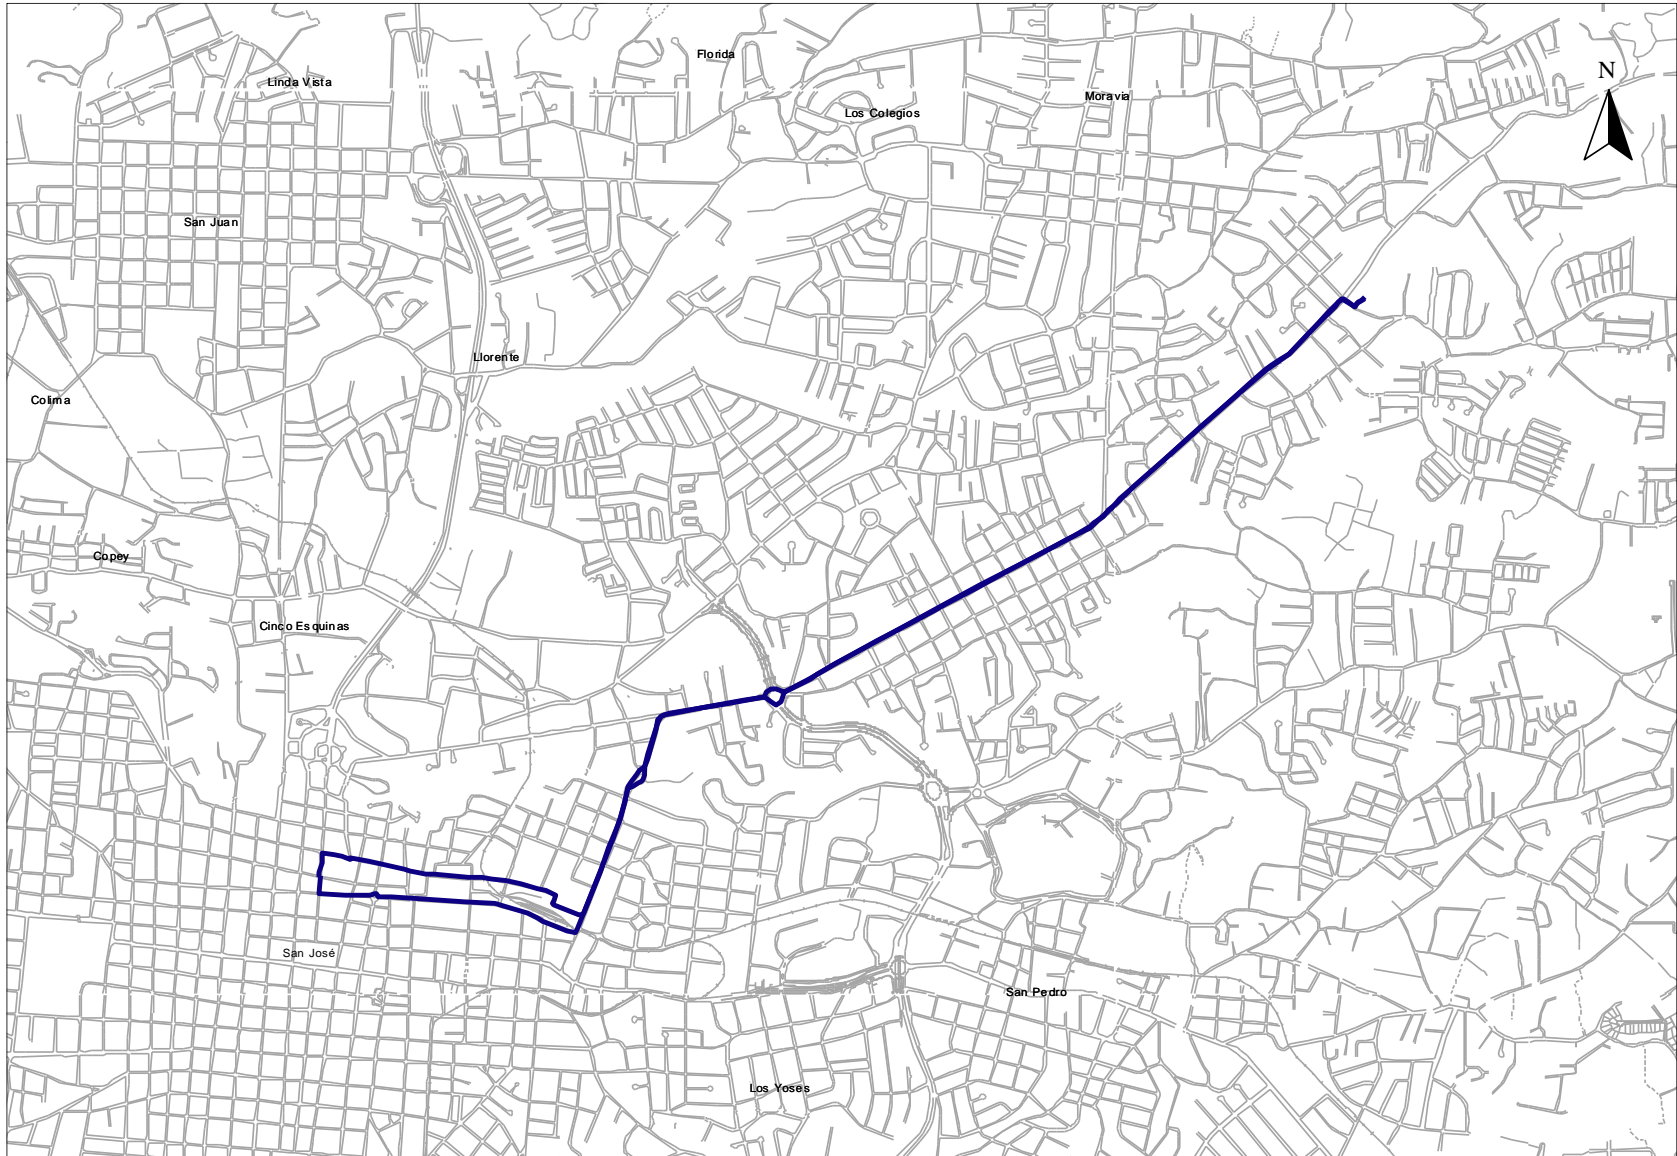 Florida
N
Linda Vista
Moravia
Los Colegios
San Juan
Llorente
Colima
Copey
Cinco Esquinas
San José
San Pedro
Los Yoses